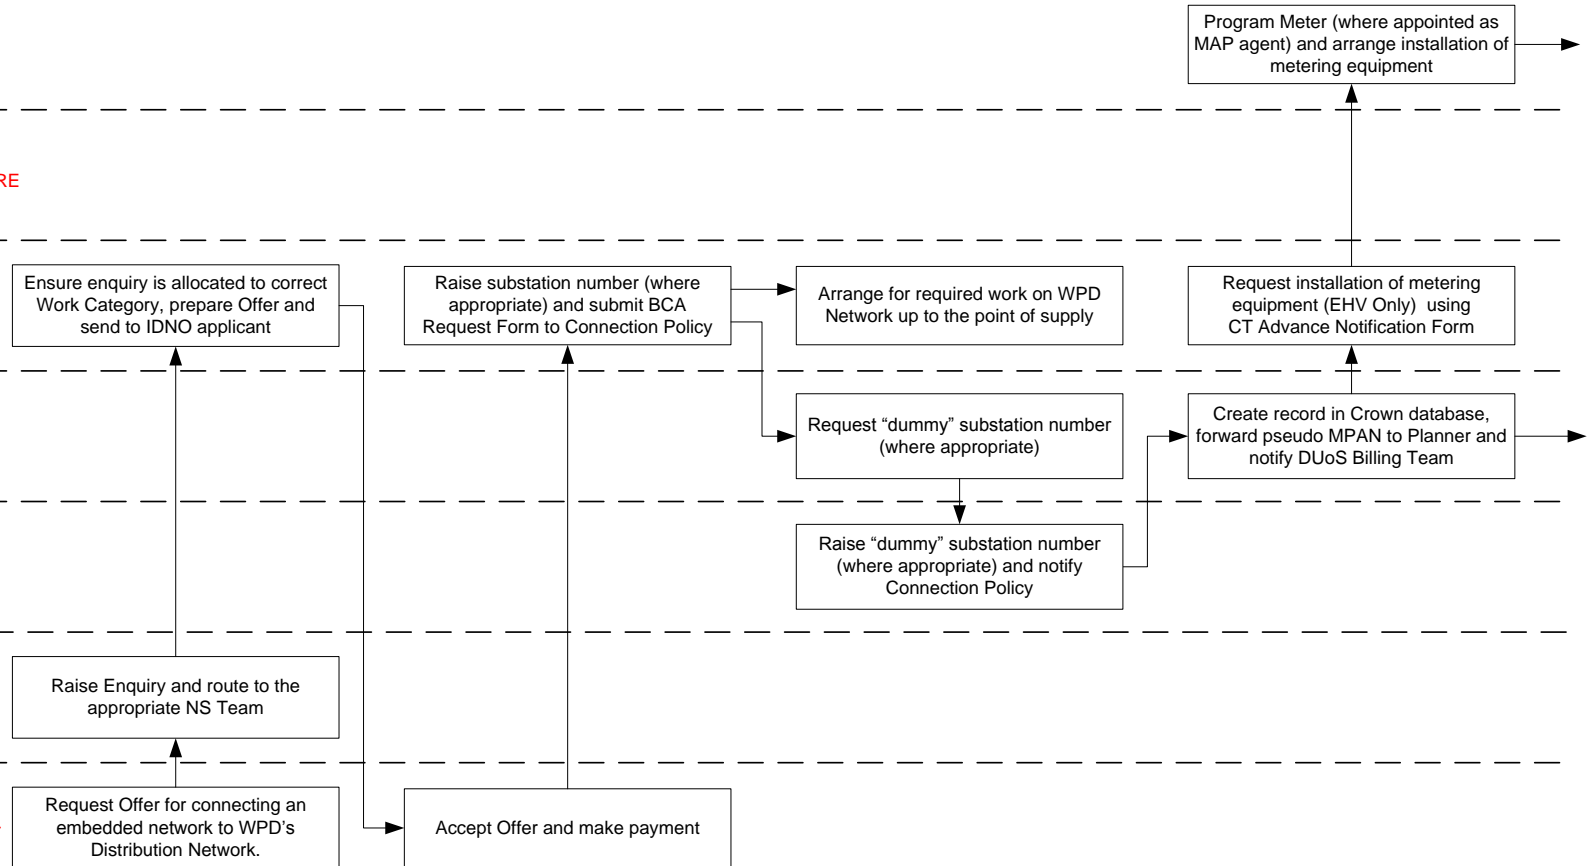 Program Meter (where appointed as
MAP agent) and arrange installation of
metering equipment
RE
Ensure enquiry is allocated to correct
Work Category, prepare Offer and
send to IDNO applicant
Raise substation number (where
appropriate) and submit BCA
Request Form to Connection Policy
Arrange for required work on WPD
Network up to the point of supply
Request installation of metering
equipment (EHV Only) using
CT Advance Notification Form
Request “dummy” substation number
(where appropriate)
Create record in Crown database,
forward pseudo MPAN to Planner and
notify DUoS Billing Team
Raise “dummy” substation number
(where appropriate) and notify
Connection Policy
Raise Enquiry and route to the
appropriate NS Team
Request Offer for connecting an
embedded network to WPD’s
Distribution Network.
Accept Offer and make payment